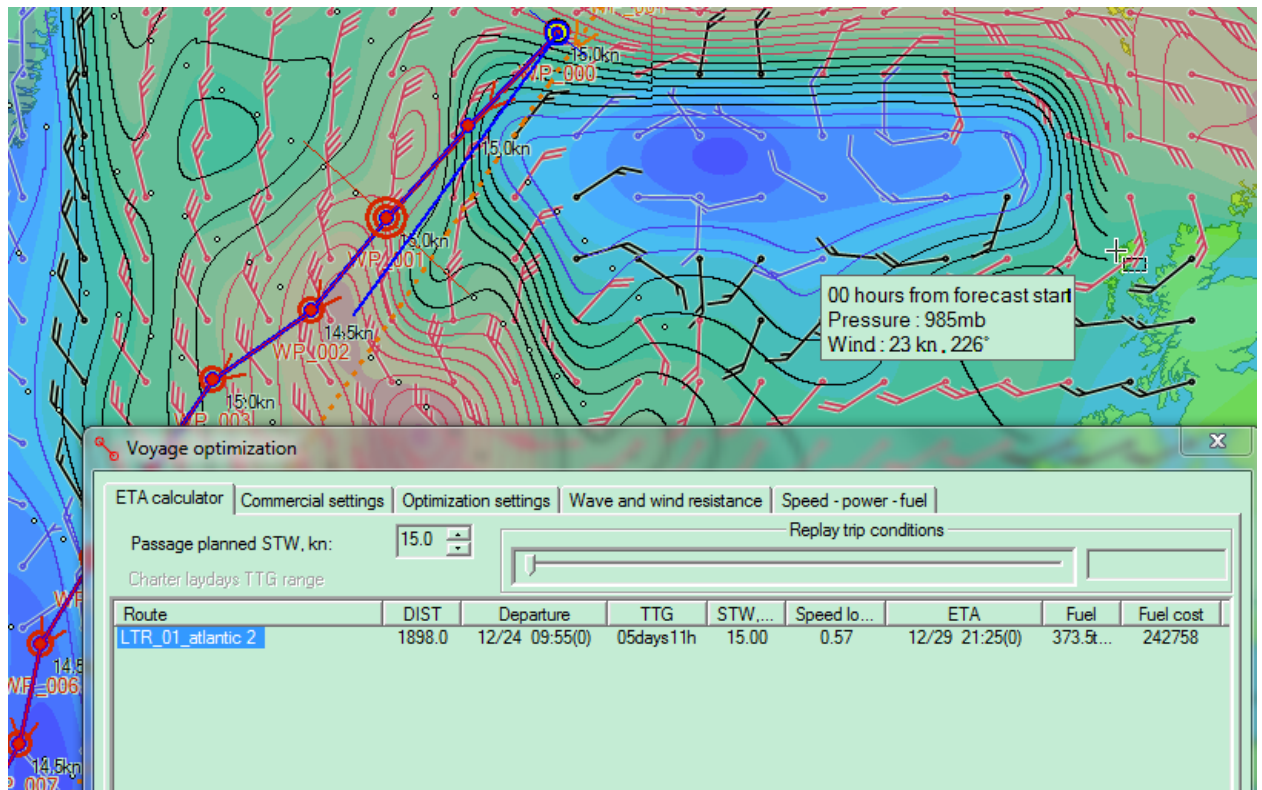 15.0kn
WP_000
15.0kn
15.0kn
WP_001
14.5kn
WP_002
15.0kn
WP_003
00 hours from forecast start
Pressure : 985mb
Wind : 23 kn , 226°
Voyage optimization
ETA calculator Commercial settings Optimization settings Wave and wind resistance Speed - power - fuel
Passage planned STW, kn: 15.0
Replay trip conditions
Charter laydays TTG range
Route DIST Departure TTG STW,... Speed lo... ETA Fuel Fuel cost
LTR_01_atlantic 2 1898.0 12/24 09:55(0) 05days11h 15.00 0.57 12/29 21:25(0) 373.5t... 242758
WP_006
14.5kn